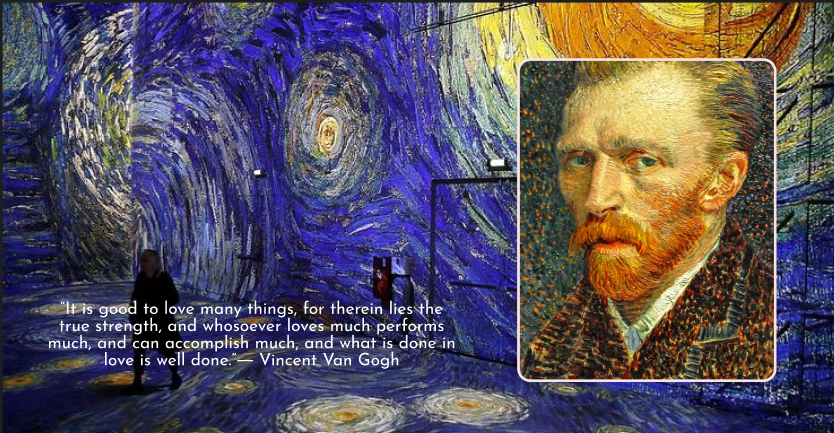 “It is good to love many things, for therein lies the
true strength, and whosoever loves much performs
much, and can accomplish much, and what is done in
love is well done.”― Vincent Van Gogh